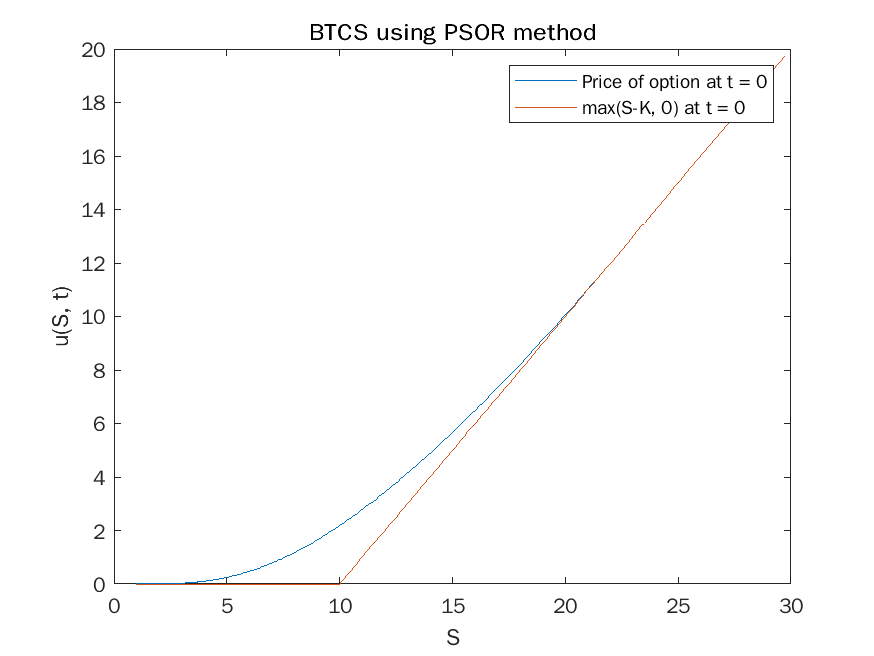 BTCS using PSOR method
Price of option at t = 0
max(S-K, 0) at t = 0
u(S, t)
20
18
16
14
12
10
8
6
4
2
0
0 5 10 15 20 25 30
S